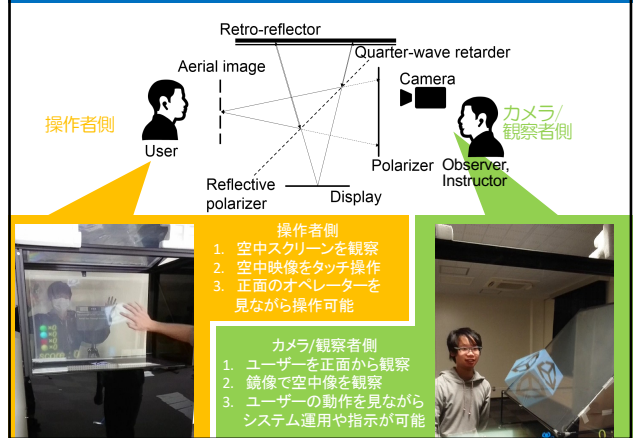 Retro-reflector
Quarter-wave retarder
Aerial image
Camera
操作者側
カメラ/
観察者側
User
Polarizer
Observer,
Instructor
Reflective
polarizer
Display
操作者側
1. 空中スクリーンを観察
2. 空中映像をタッチ操作
3. 正面のオペレーターを
見ながら操作可能
カメラ/観察者側
1. ユーザーを正面から観察
2. 鏡像で空中像を観察
3. ユーザーの動作を見ながら
システム運用や指示が可能